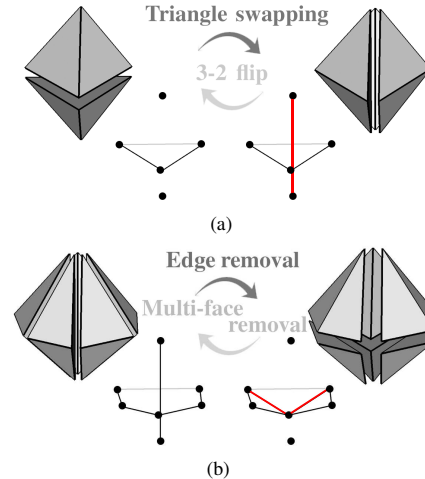 Triangle swapping
3-2 flip
(a)
Edge removal
Multi-face
removal
(b)